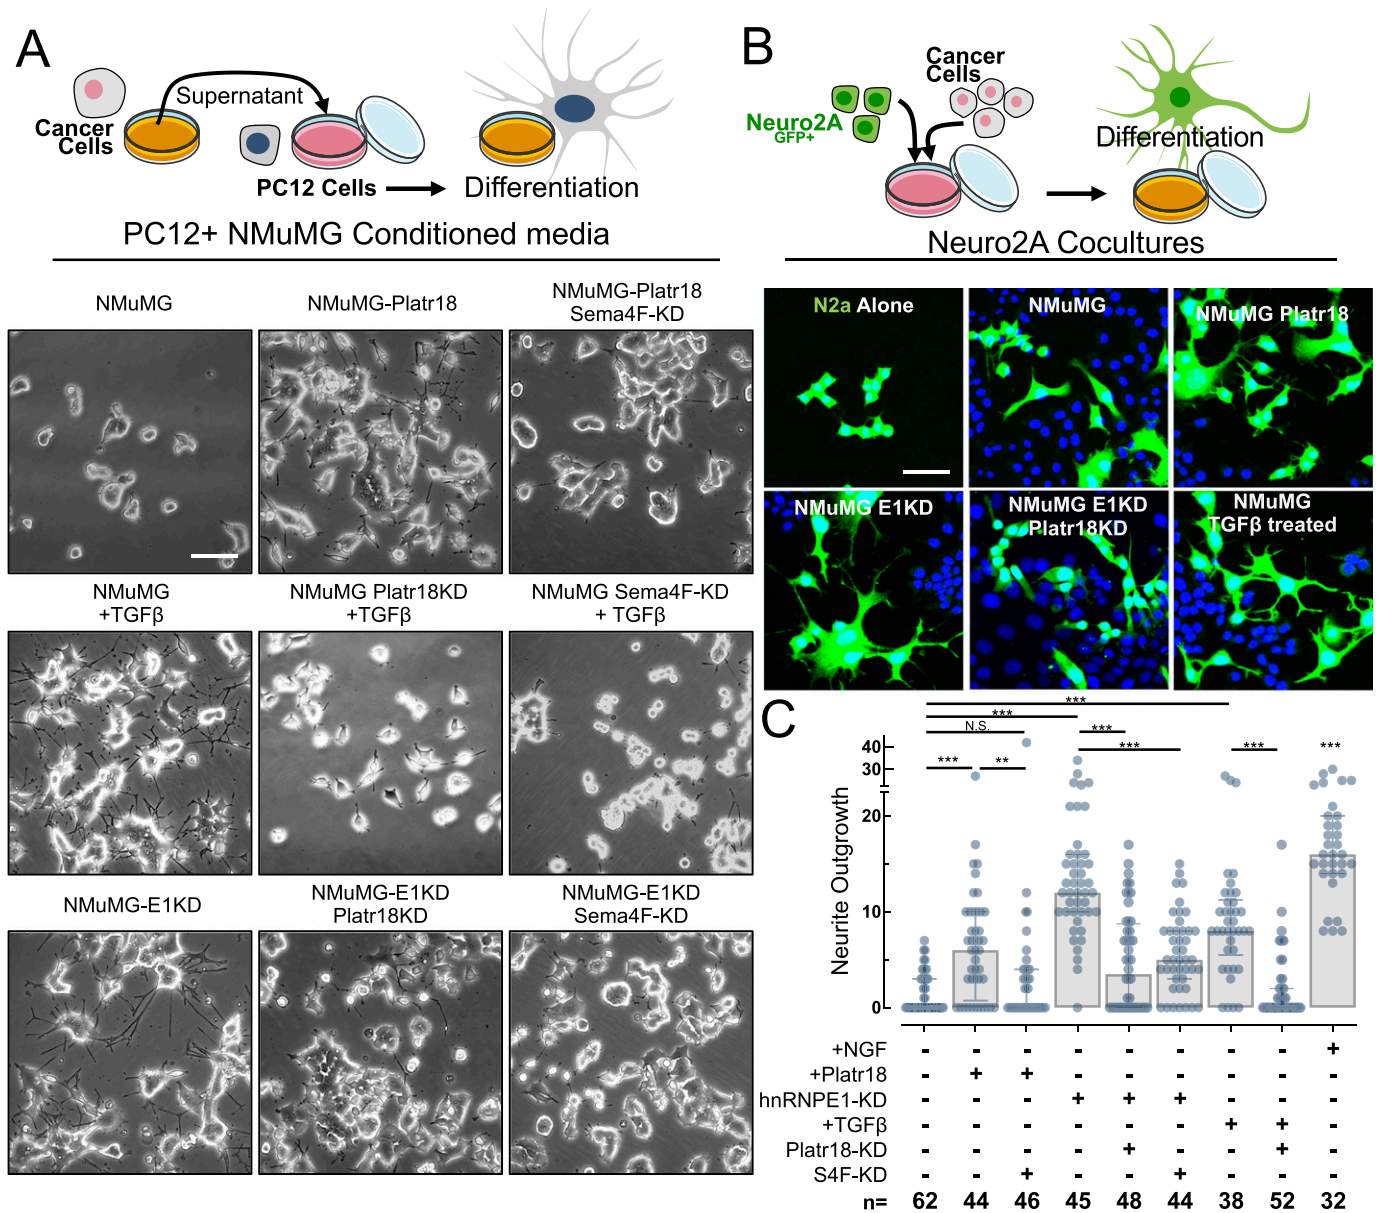 A
Supernatant
Cancer
Cells
PC12 Cells
Differentiation
PC12+ NMuMG Conditioned media
NMuMG
NMuMG-Platr18
NMuMG-Platr18
Sema4F-KD
NMuMG
+TGFβ
NMuMG Platr18KD
+TGFβ
NMuMG Sema4F-KD
+ TGFβ
NMuMG-E1KD
NMuMG-E1KD
Platr18KD
NMuMG-E1KD
Sema4F-KD
B
Cancer
Cells
Neuro2A
GFP+
Differentiation
Neuro2A Cocultures
N2a Alone
NMuMG
NMuMG Platr18
NMuMG E1KD
NMuMG E1KD
Platr18KD
NMuMG
TGFβ treated
C
***
***
N.S.
***
***
*** ** *** ***
40
30
20
10
0
Neurite Outgrowth
+NGF - - - - - - - - +
+Platr18 - + + - - - - - -
hnRNPE1-KD - - - + + + - - -
+TGFβ - - - - - - + + -
Platr18-KD - - - - + - - + -
S4F-KD - - + - - + - - -
n= 62 44 46 45 48 44 38 52 32